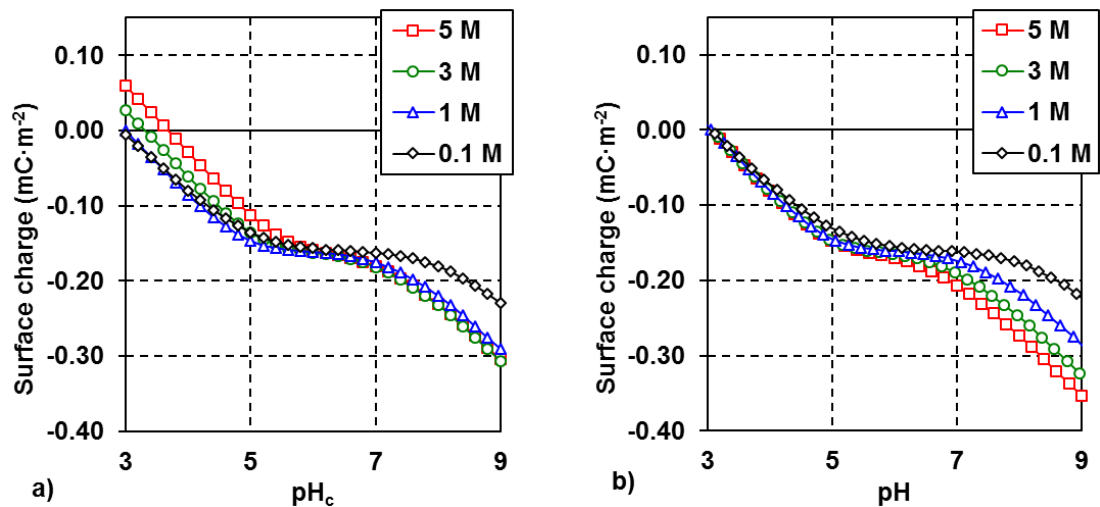 5 M
3 M
1 M
0.1 M
0.10
0.00
-0.10
-0.20
-0.30
-0.40
Surface charge (mC·m⁻²)
3 5 7 9
a) pHc
5 M
3 M
1 M
0.1 M
0.10
0.00
-0.10
-0.20
-0.30
-0.40
Surface charge (mC·m⁻²)
3 5 7 9
b) pH